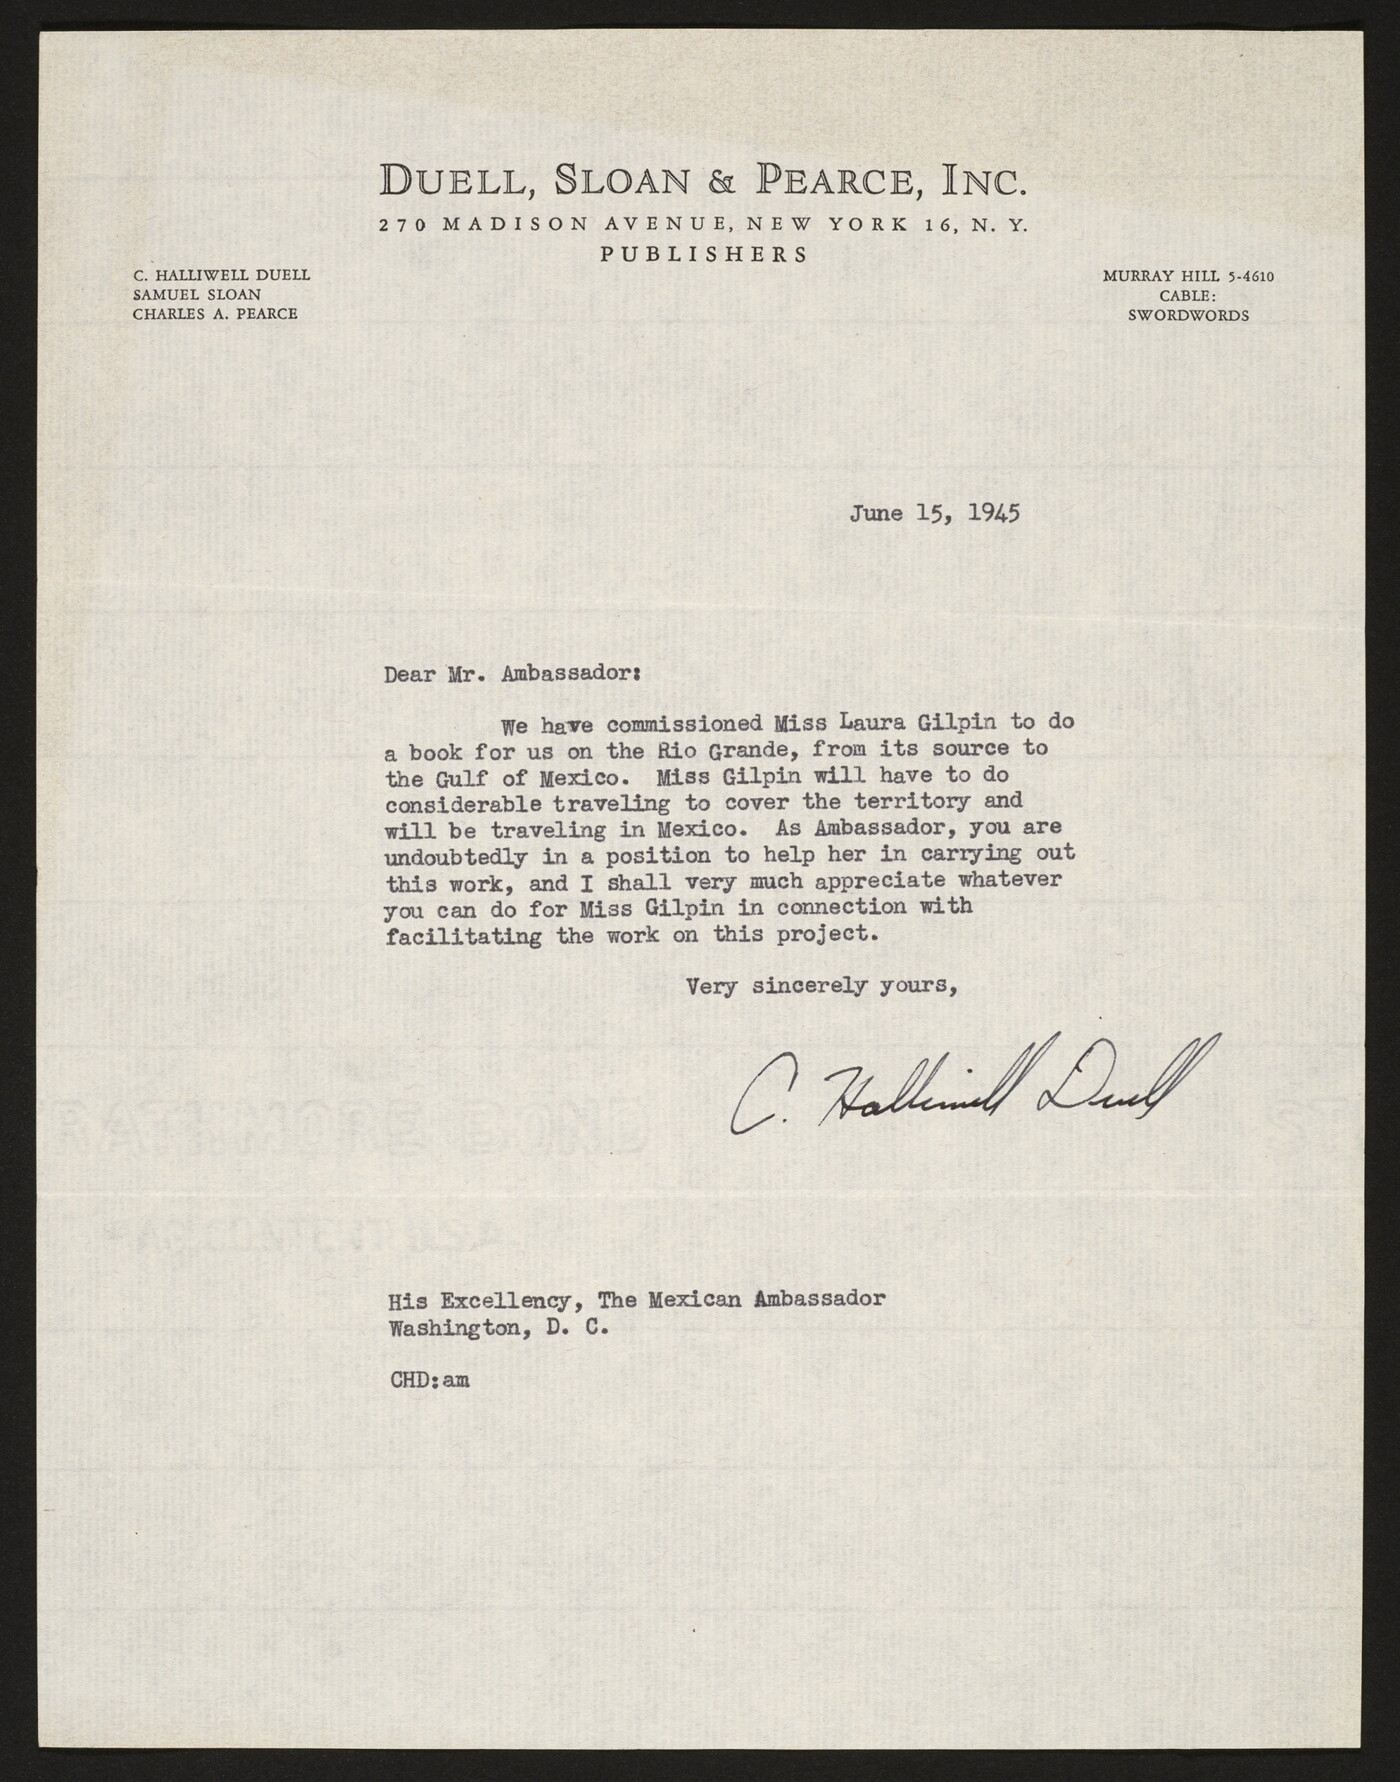 DUELL, SLOAN & PEARCE, INC.
270 MADISON AVENUE, NEW YORK 16, N. Y.
PUBLISHERS
C. HALLIWELL DUELL
SAMUEL SLOAN
CHARLES A. PEARCE
MURRAY HILL 5-4610
CABLE:
SWORDWORDS
June 15, 1945
Dear Mr. Ambassador:
We have commissioned Miss Laura Gilpin to do
a book for us on the Rio Grande, from its source to
the Gulf of Mexico. Miss Gilpin will have to do
considerable traveling to cover the territory and
will be traveling in Mexico. As Ambassador, you are
undoubtedly in a position to help her in carrying out
this work, and I shall very much appreciate whatever
you can do for Miss Gilpin in connection with
facilitating the work on this project.
Very sincerely yours,
C. Halliwell Duell
His Excellency, The Mexican Ambassador
Washington, D. C.
CHD:am